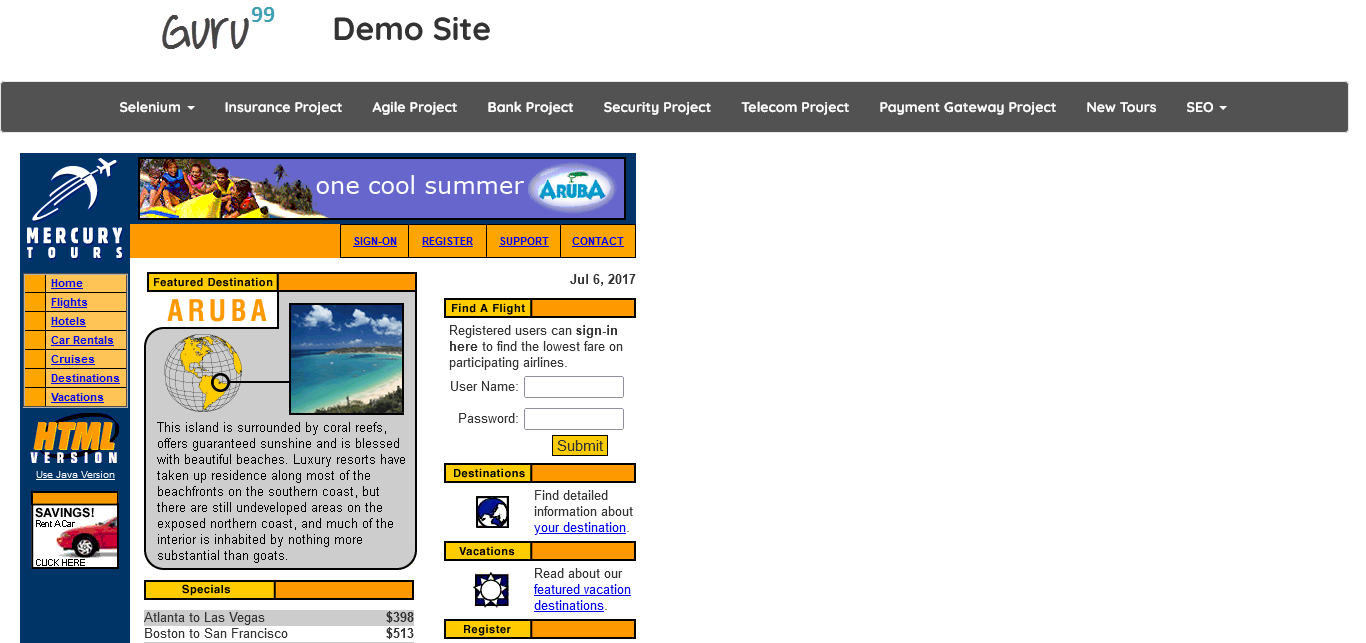 Guru99 Demo Site
Selenium Insurance Project Agile Project Bank Project Security Project Telecom Project Payment Gateway Project New Tours SEO
one cool summer ARUBA
MERCURY
TOURS
SIGN-ON REGISTER SUPPORT CONTACT
Home
Flights
Hotels
Car Rentals
Cruises
Destinations
Vacations
HTML
VERSION
Use Java Version
SAVINGS!
Rent A Car
CLICK HERE
Featured Destination
ARUBA
This island is surrounded by coral reefs,
offers guaranteed sunshine and is blessed
with beautiful beaches. Luxury resorts have
taken up residence along most of the
beachfronts on the southern coast, but
there are still undeveloped areas on the
exposed northern coast, and much of the
interior is inhabited by nothing more
substantial than goats.
Specials
Atlanta to Las Vegas $398
Boston to San Francisco $513
Jul 6, 2017
Find A Flight
Registered users can sign-in
here to find the lowest fare on
participating airlines.
User Name:
Password:
Submit
Destinations
Find detailed
information about
your destination.
Vacations
Read about our
featured vacation
destinations.
Register